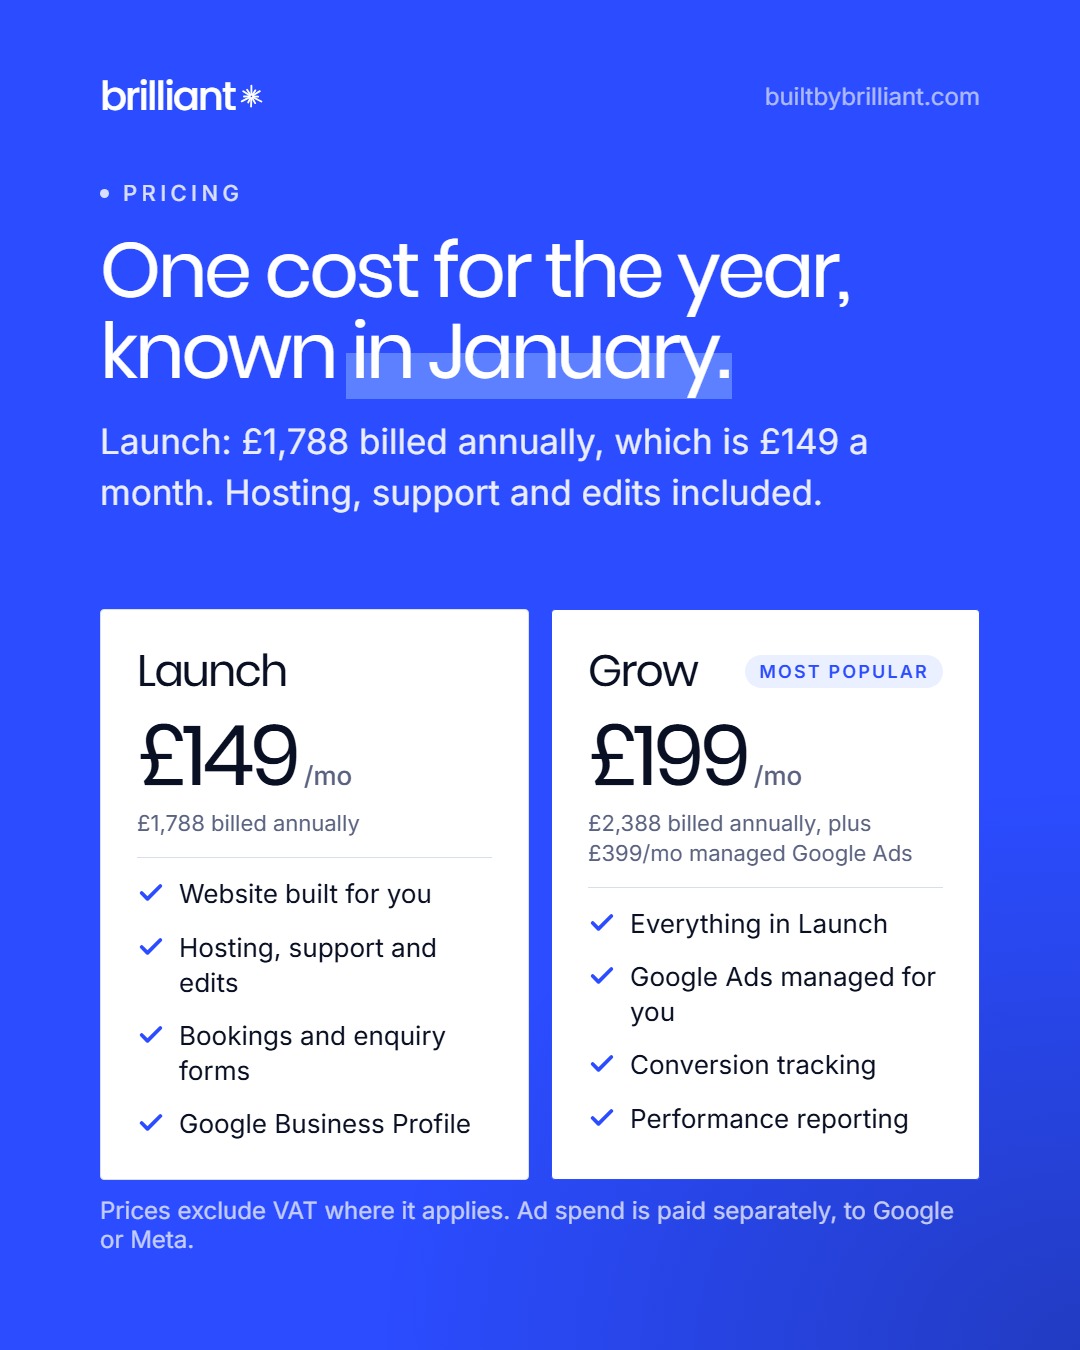 brilliant
builtbybrilliant.com
PRICING
One cost for the year,
known in January.
Launch: £1,788 billed annually, which is £149 a
month. Hosting, support and edits included.
Launch
£149 /mo
£1,788 billed annually
Website built for you
Hosting, support and
edits
Bookings and enquiry
forms
Google Business Profile
Grow
MOST POPULAR
£199 /mo
£2,388 billed annually, plus
£399/mo managed Google Ads
Everything in Launch
Google Ads managed for
you
Conversion tracking
Performance reporting
Prices exclude VAT where it applies. Ad spend is paid separately, to Google
or Meta.